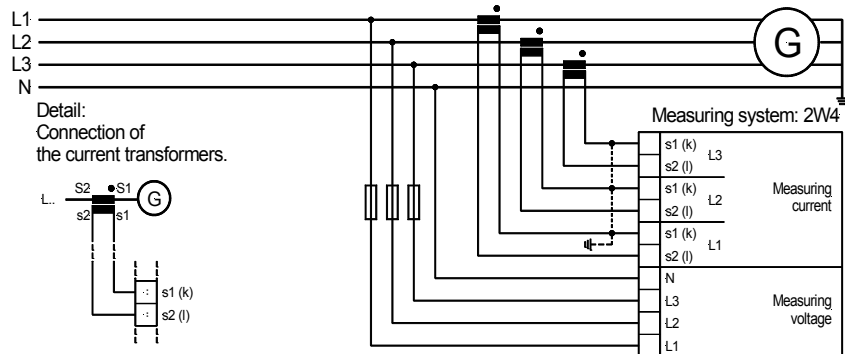 L1
L2
L3
N
G
Detail:
Connection of
the current transformers.
Measuring system: 2W4
L..
S2
S1
G
s2
s1
s1 (k)
s2 (l)
s1 (k)
L3
s2 (l)
s1 (k)
L2
s2 (l)
s1 (k)
L1
s2 (l)
Measuring
current
N
L3
L2
L1
Measuring
voltage